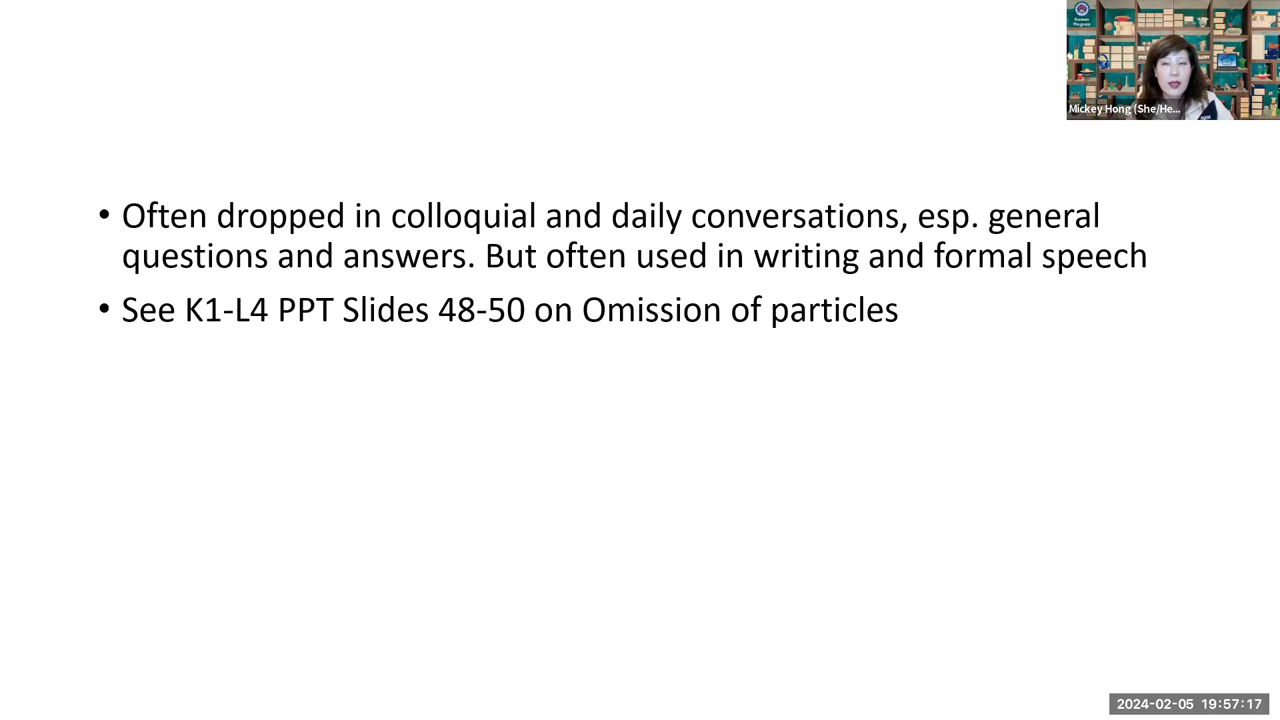 Korean
Program
Mickey Hong (She/He...
• Often dropped in colloquial and daily conversations, esp. general
questions and answers. But often used in writing and formal speech
• See K1-L4 PPT Slides 48-50 on Omission of particles
2024-02-05 19:57:17